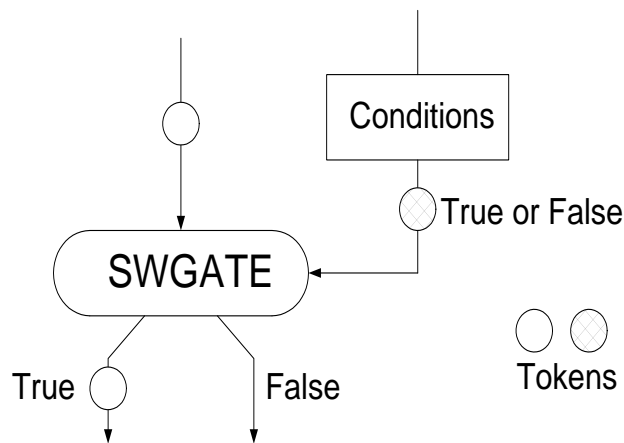 Conditions
True or False
SWGATE
True
False
Tokens